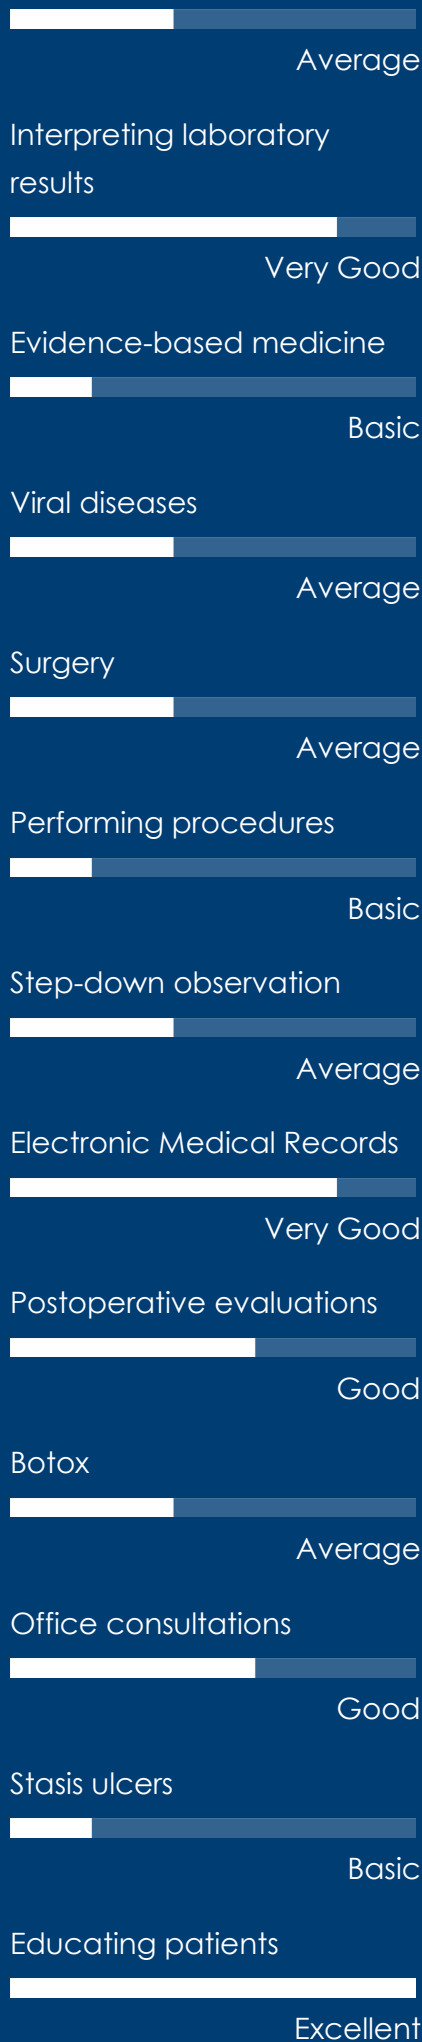 Average
Interpreting laboratory
results
Very Good
Evidence-based medicine
Basic
Viral diseases
Average
Surgery
Average
Performing procedures
Basic
Step-down observation
Average
Electronic Medical Records
Very Good
Postoperative evaluations
Good
Botox
Average
Office consultations
Good
Stasis ulcers
Basic
Educating patients
Excellent